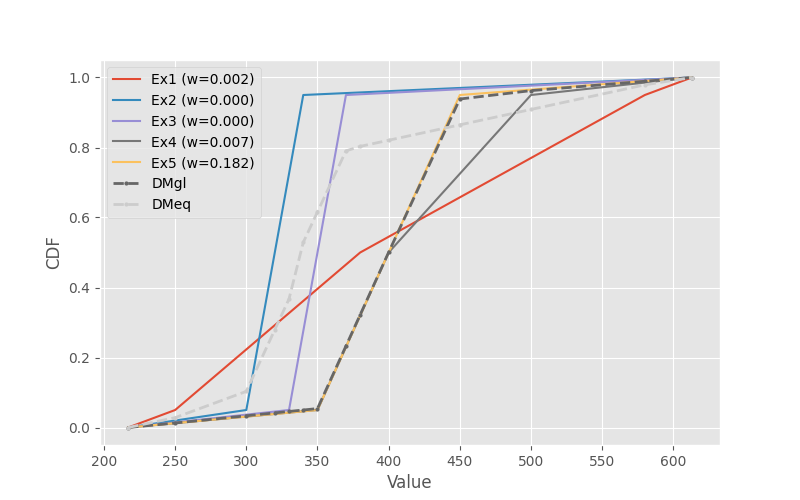 Ex1 (w=0.002)
Ex2 (w=0.000)
Ex3 (w=0.000)
Ex4 (w=0.007)
Ex5 (w=0.182)
DMgl
DMeq
1.0
0.8
0.6
0.4
0.2
0.0
CDF
200 250 300 350 400 450 500 550 600
Value